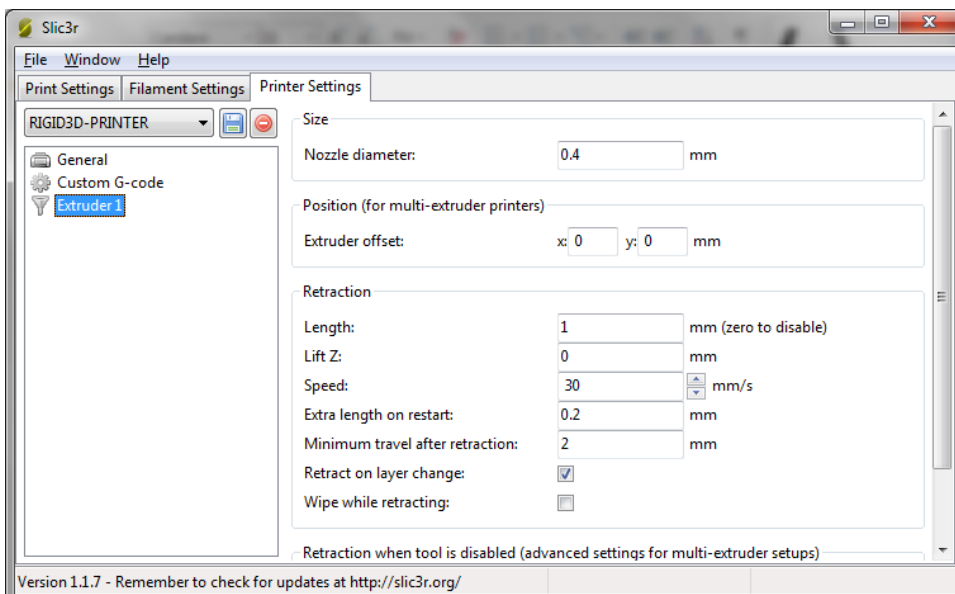 Slic3r
File Window Help
Print Settings Filament Settings Printer Settings
RIGID3D-PRINTER
General
Custom G-code
Extruder 1
Size
Nozzle diameter: 0.4 mm
Position (for multi-extruder printers)
Extruder offset: x: 0 y: 0 mm
Retraction
Length: 1 mm (zero to disable)
Lift Z: 0 mm
Speed: 30 mm/s
Extra length on restart: 0.2 mm
Minimum travel after retraction: 2 mm
Retract on layer change:
Wipe while retracting:
Retraction when tool is disabled (advanced settings for multi-extruder setups)
Version 1.1.7 - Remember to check for updates at http://slic3r.org/